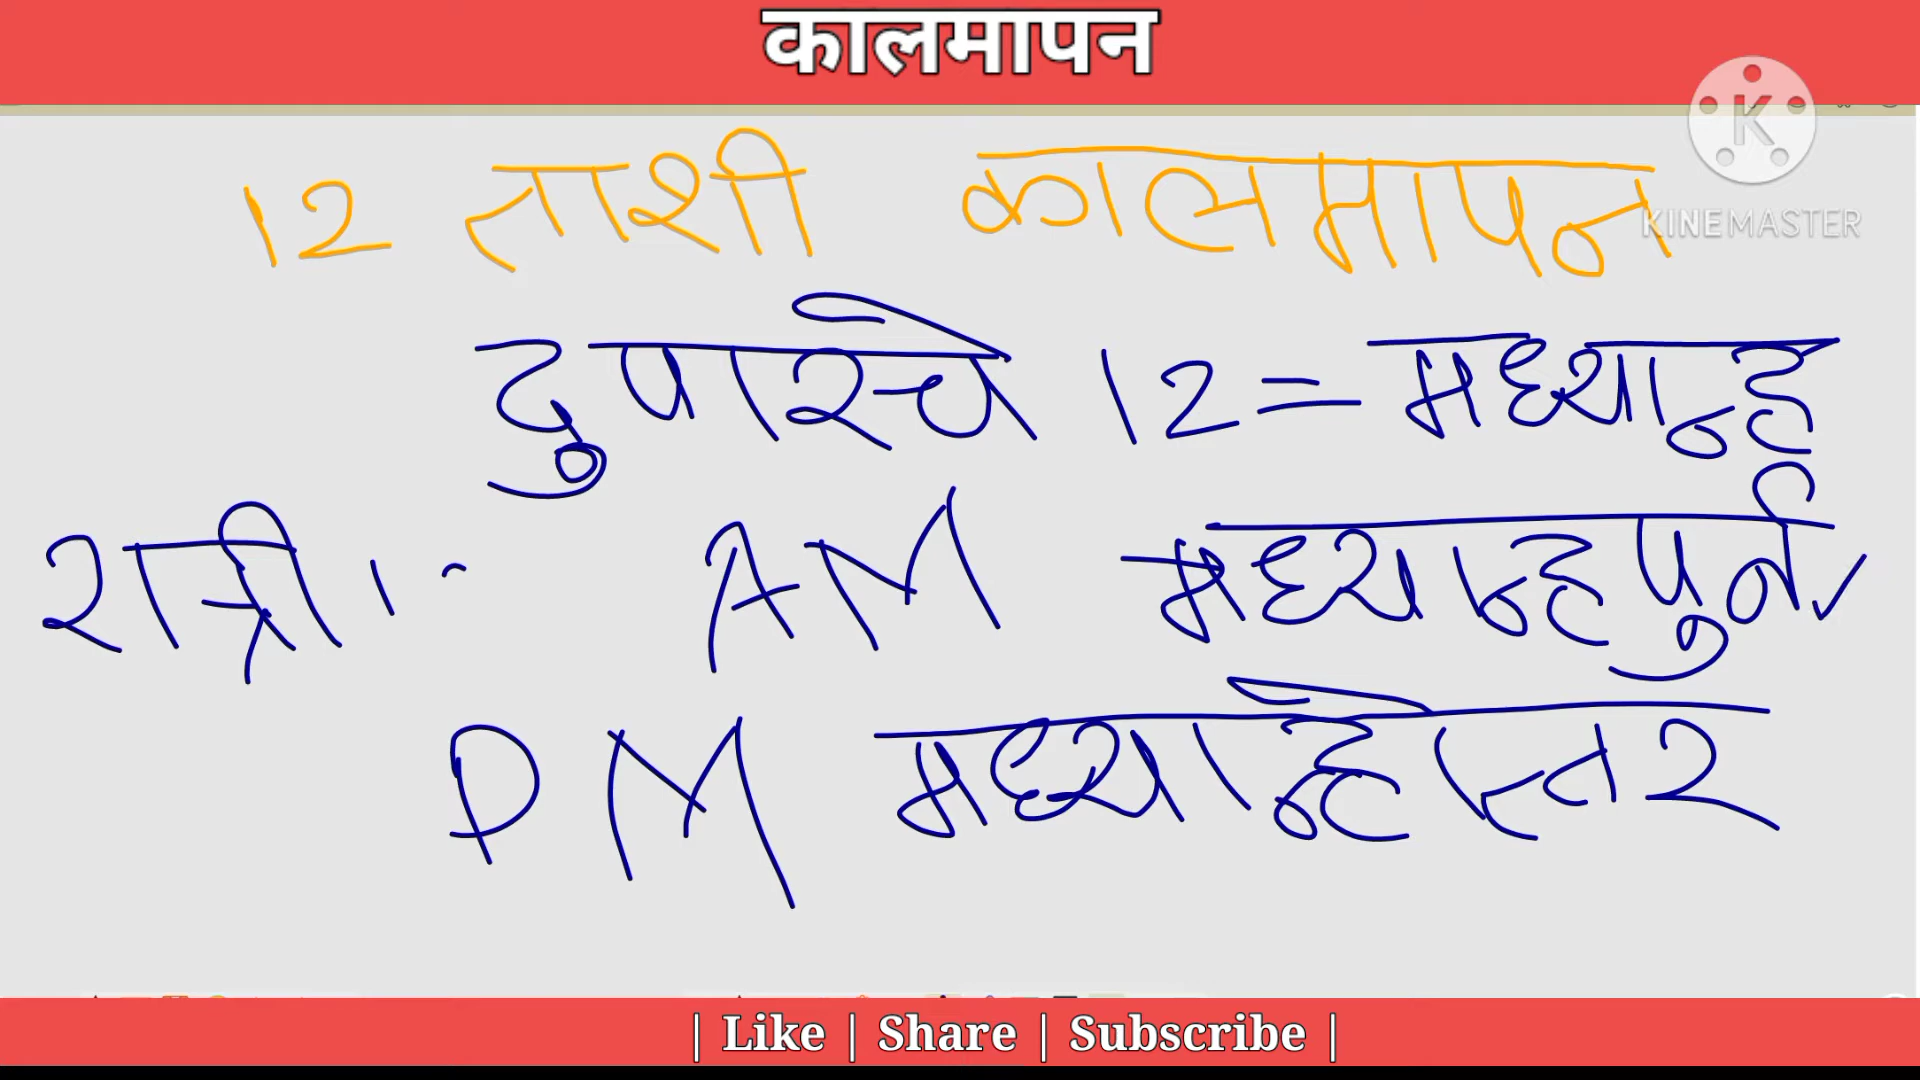 कालमापन
KINEMASTER
12 ताशी कालमापन
दुपारचे 12 = मध्यान्ह
रात्री 1 AM मध्यान्हपुर्व
PM मध्यान्हेत्तर
| Like | Share | Subscribe |